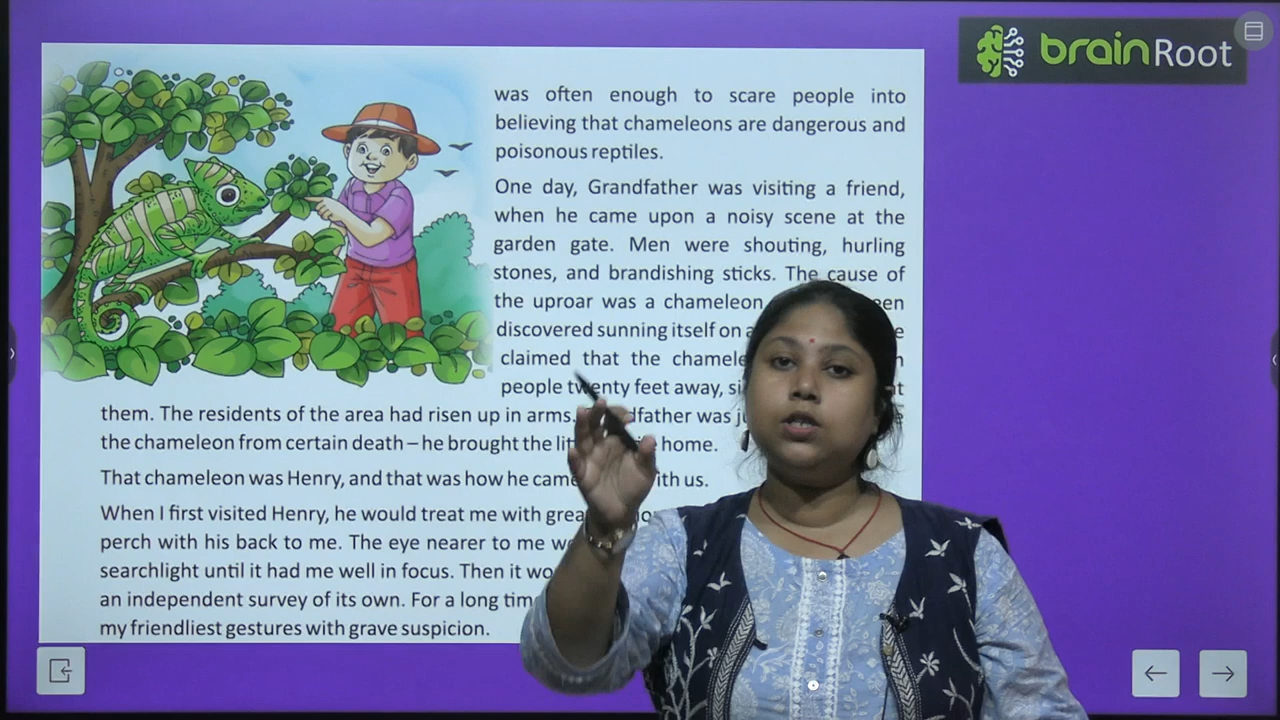 brainRoot
was often enough to scare people into
believing that chameleons are dangerous and
poisonous reptiles.
One day, Grandfather was visiting a friend,
when he came upon a noisy scene at the
garden gate. Men were shouting, hurling
stones, and brandishing sticks. The cause of
the uproar was a chameleon
discovered sunning itself on
claimed that the
people twenty feet away,
them. The residents of the area had risen up in arms. was
the chameleon from certain death – he brought the home.
That chameleon was Henry, and that was how he came with us.
When I first visited Henry, he would treat me with
perch with his back to me. The eye nearer to me
searchlight until it had me well in focus. Then it
an independent survey of its own. For a long
my friendliest gestures with grave suspicion.